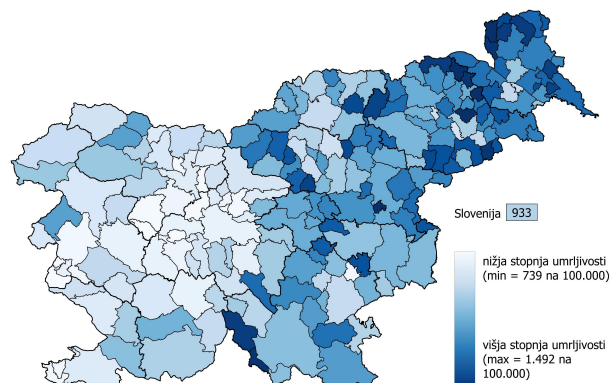 Slovenija 933
nižja stopnja umrljivosti
(min = 739 na 100.000)
višja stopnja umrljivosti
(max = 1.492 na
100.000)